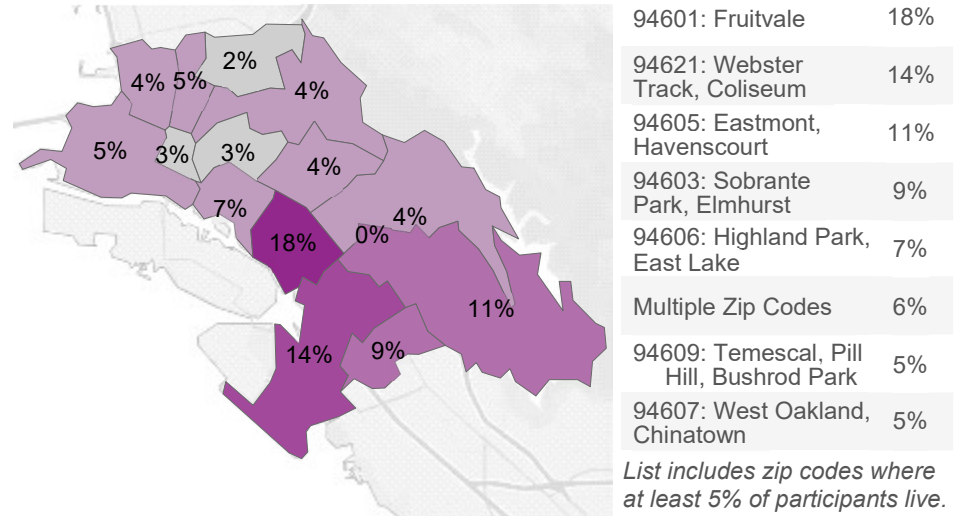 2%
4%
5%
4%
5%
3%
3%
4%
7%
4%
0%
18%
11%
14%
9%
94601: Fruitvale 18%
94621: Webster
Track, Coliseum 14%
94605: Eastmont,
Havenscourt 11%
94603: Sobrante
Park, Elmhurst 9%
94606: Highland Park,
East Lake 7%
Multiple Zip Codes 6%
94609: Temescal, Pill
Hill, Bushrod Park 5%
94607: West Oakland,
Chinatown 5%
List includes zip codes where
at least 5% of participants live.